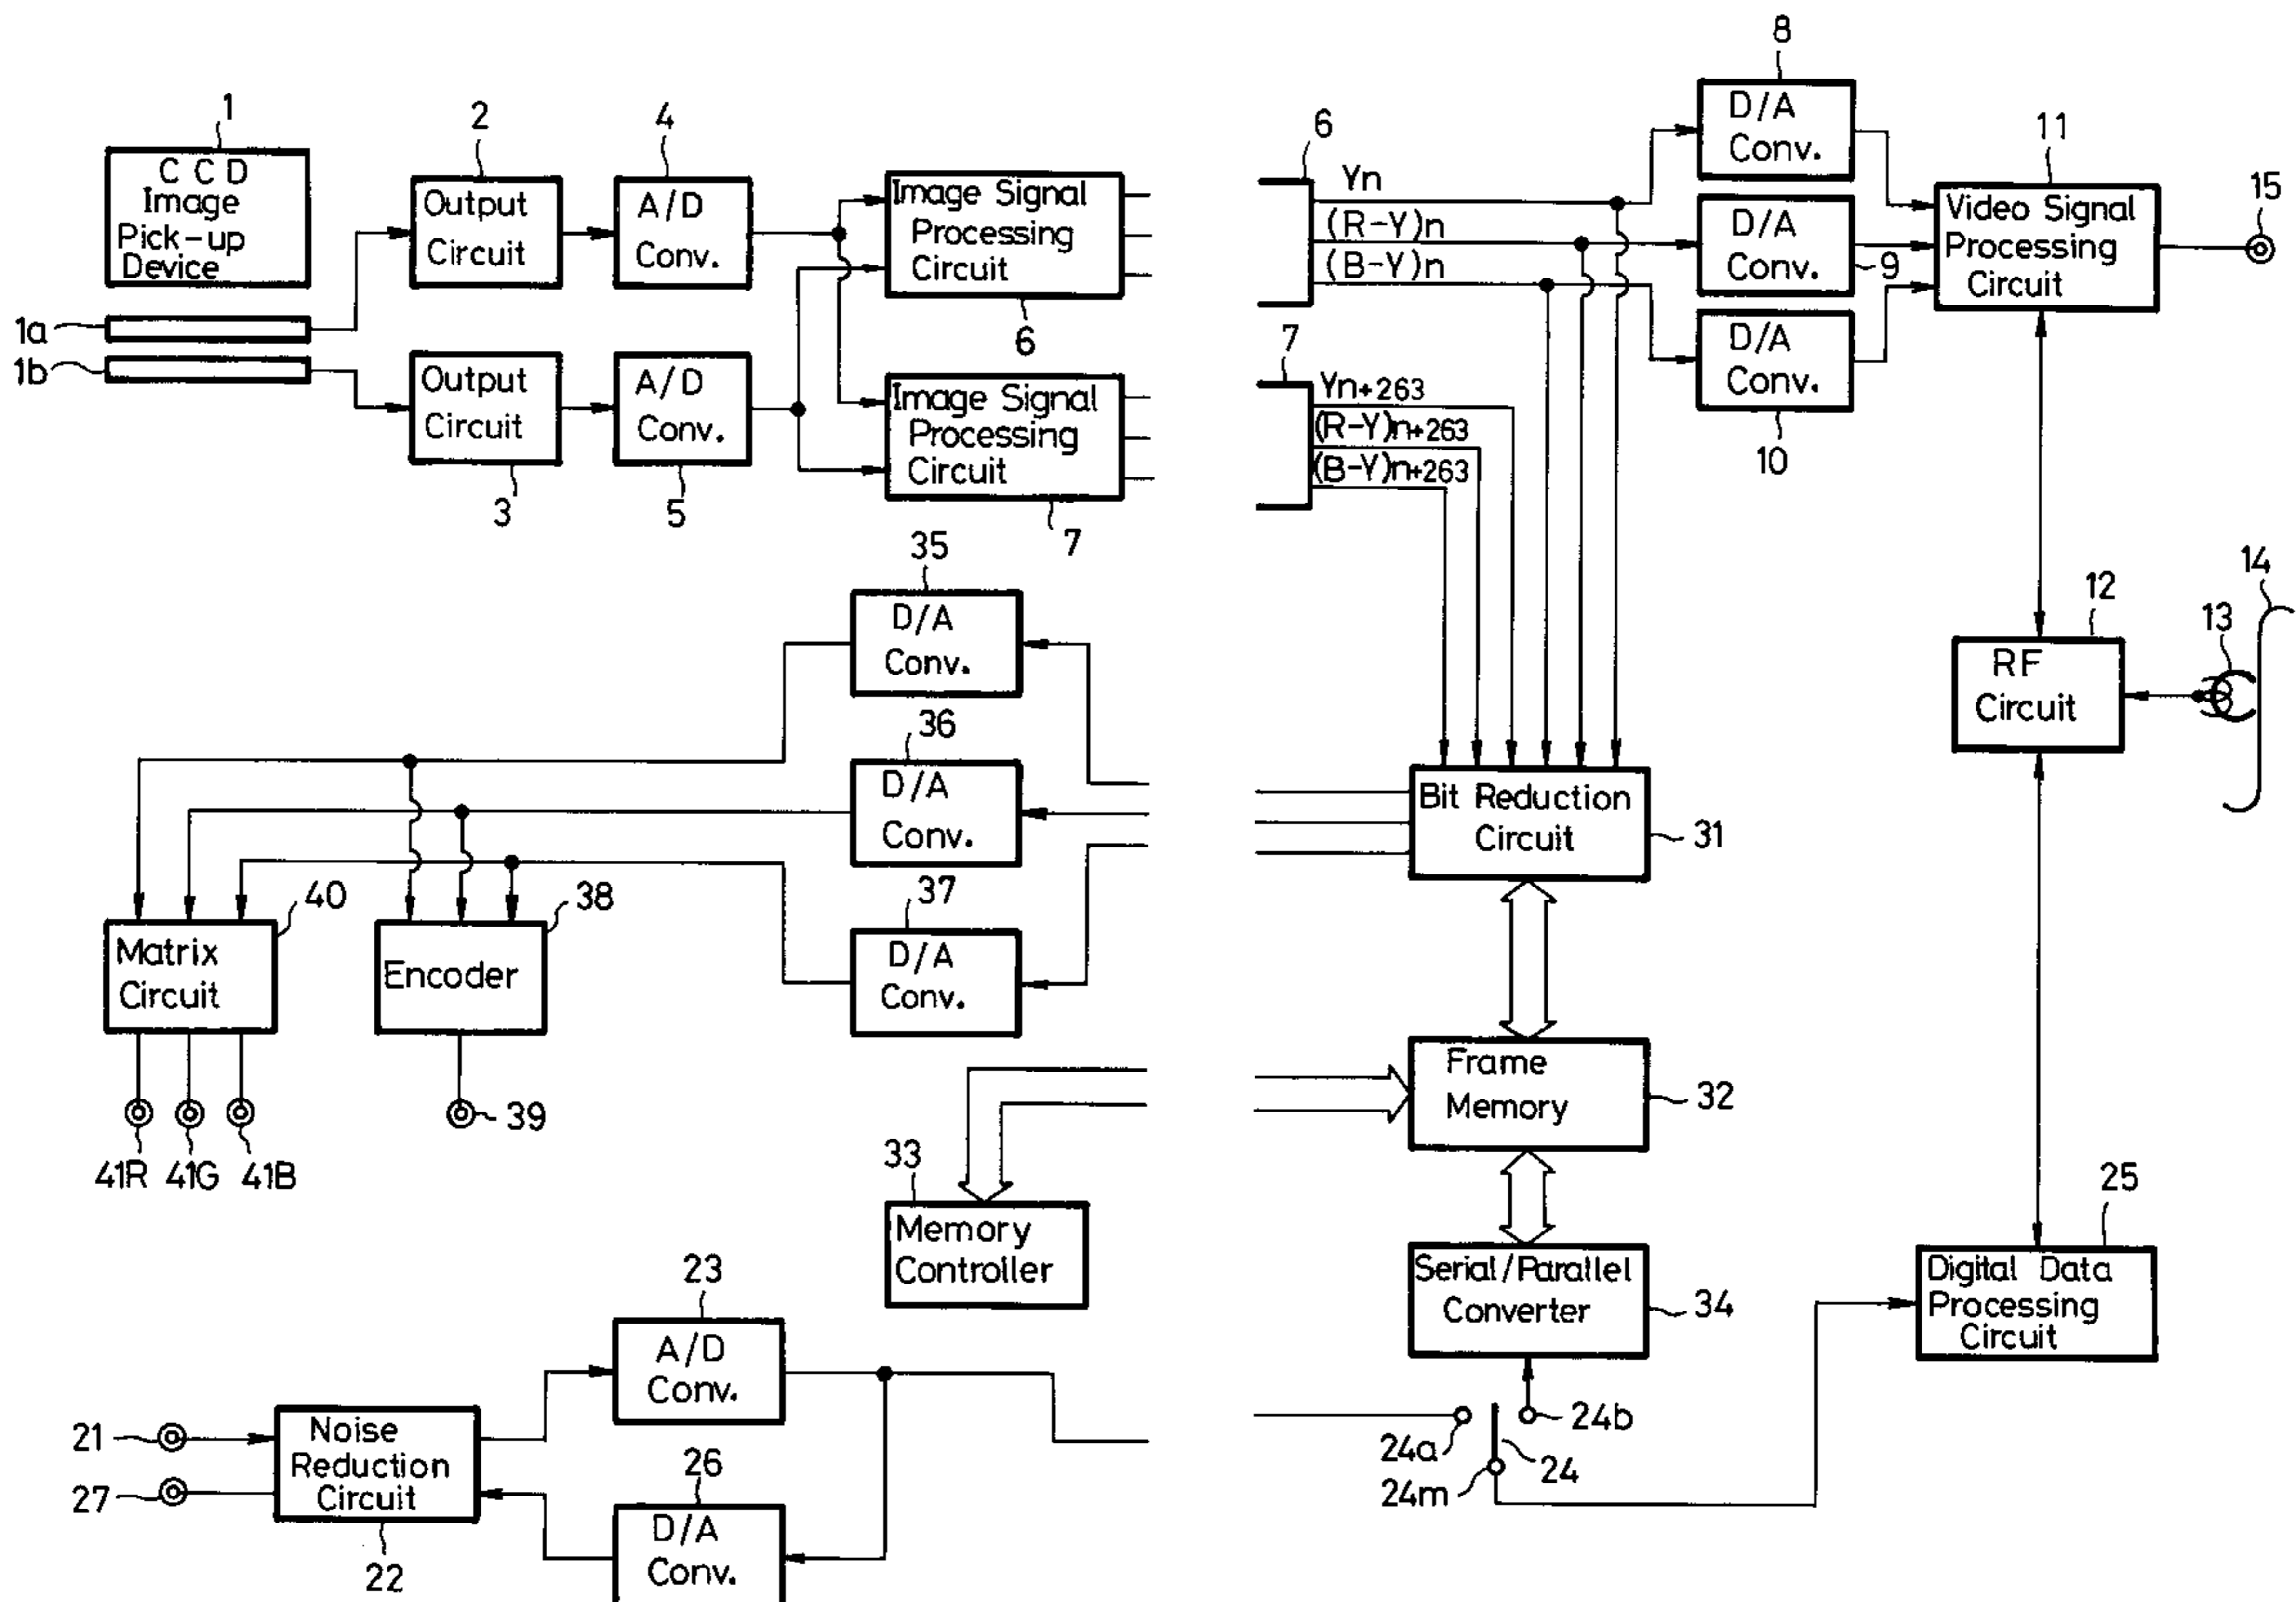 1
C C D
Image
Pick-up
Device
1a
1b
2
Output
Circuit
3
Output
Circuit
4
A/D
Conv.
5
A/D
Conv.
Image Signal
Processing
Circuit
6
Image Signal
Processing
Circuit
7
6
Yn
(R-Y)n
(B-Y)n
7
Yn+263
(R-Y)n+263
(B-Y)n+263
8
D/A
Conv.
D/A
Conv.
9
D/A
Conv.
10
11
Video Signal
Processing
Circuit
15
12
RF
Circuit
13
14
35
D/A
Conv.
36
D/A
Conv.
37
D/A
Conv.
40
Matrix
Circuit
41R 41G 41B
38
Encoder
39
Bit Reduction
Circuit
31
Frame
Memory
32
33
Memory
Controller
Serial/Parallel
Converter
34
25
Digital Data
Processing
Circuit
24a
24b
24
24m
23
A/D
Conv.
21
27
Noise
Reduction
Circuit
22
26
D/A
Conv.